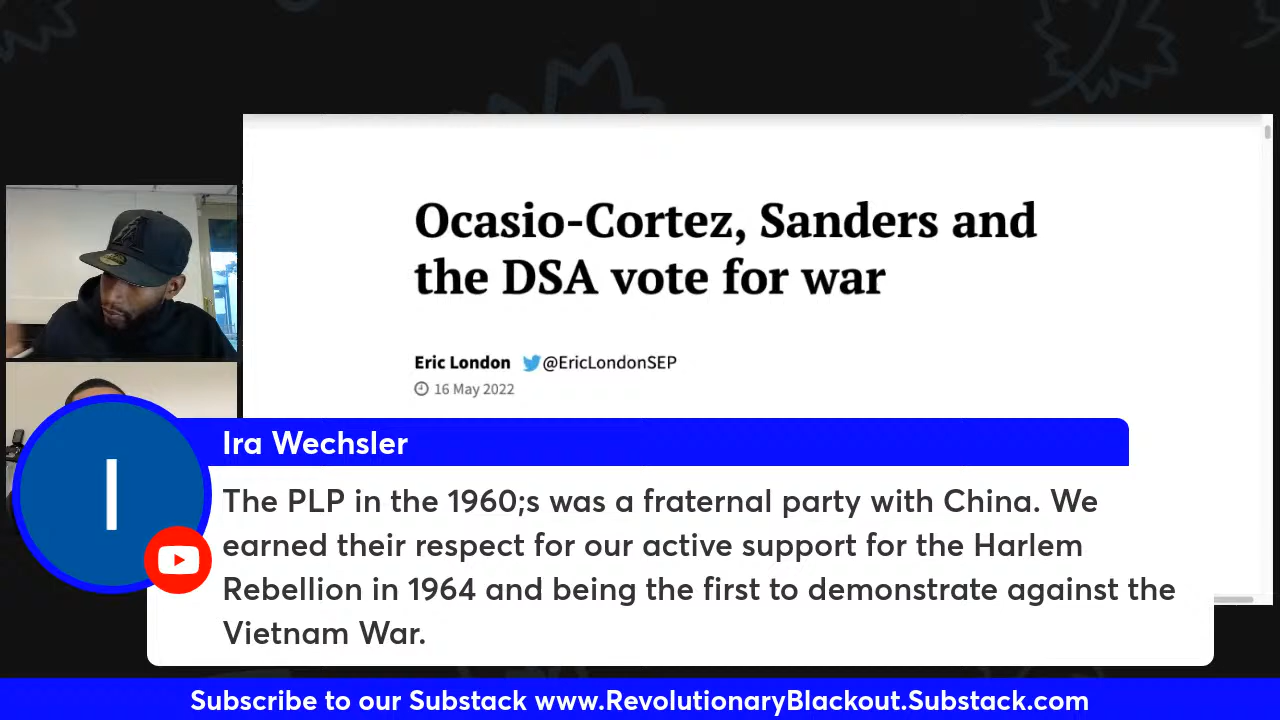 Ocasio-Cortez, Sanders and
the DSA vote for war
Eric London @EricLondonSEP
16 May 2022
I
Ira Wechsler
The PLP in the 1960;s was a fraternal party with China. We
earned their respect for our active support for the Harlem
Rebellion in 1964 and being the first to demonstrate against the
Vietnam War.
Subscribe to our Substack www.RevolutionaryBlackout.Substack.com